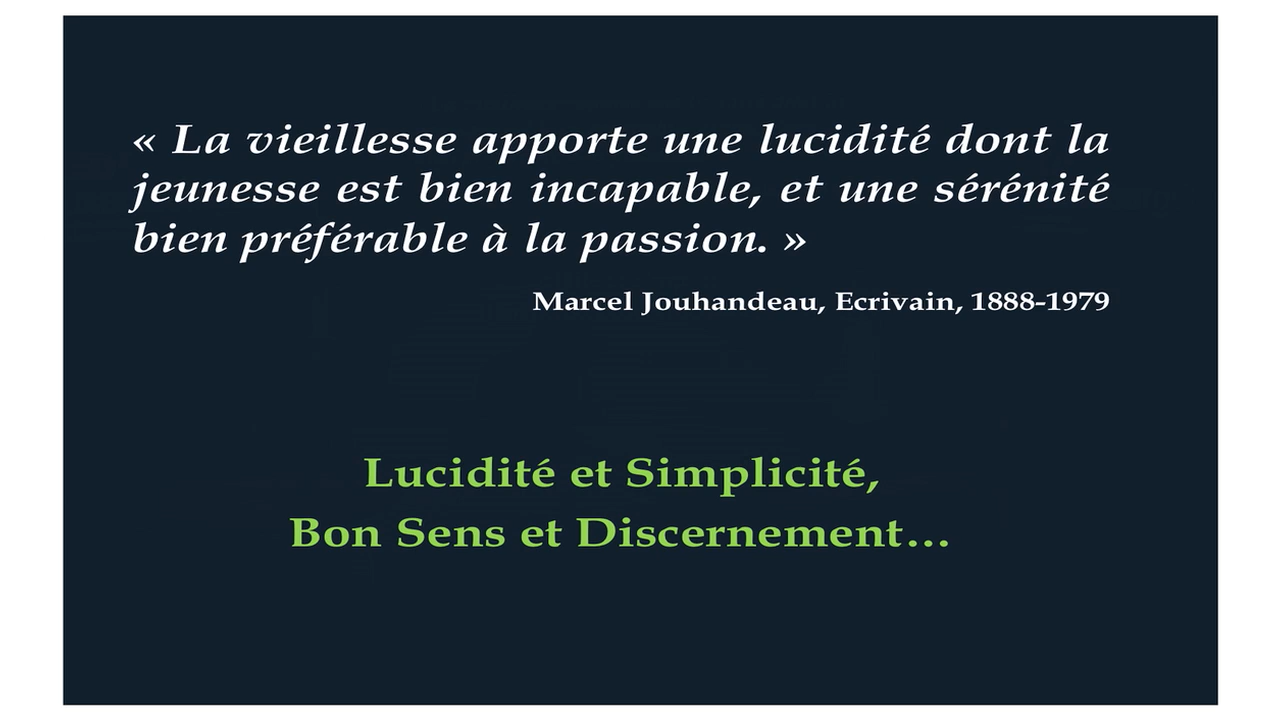 « La vieillesse apporte une lucidité dont la
jeunesse est bien incapable, et une sérénité
bien préférable à la passion. »
Marcel Jouhandeau, Ecrivain, 1888-1979
Lucidité et Simplicité,
Bon Sens et Discernement…